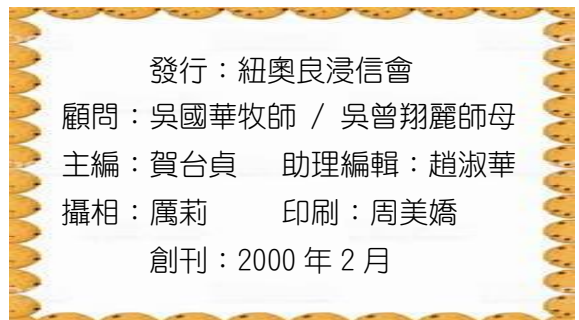 發行：紐奧良浸信會
顧問：吳國華牧師 / 吳曾翔麗師母
主編：賀台貞 助理編輯：趙淑華
攝相：厲莉 印刷：周美嬌
創刊：2000 年 2 月